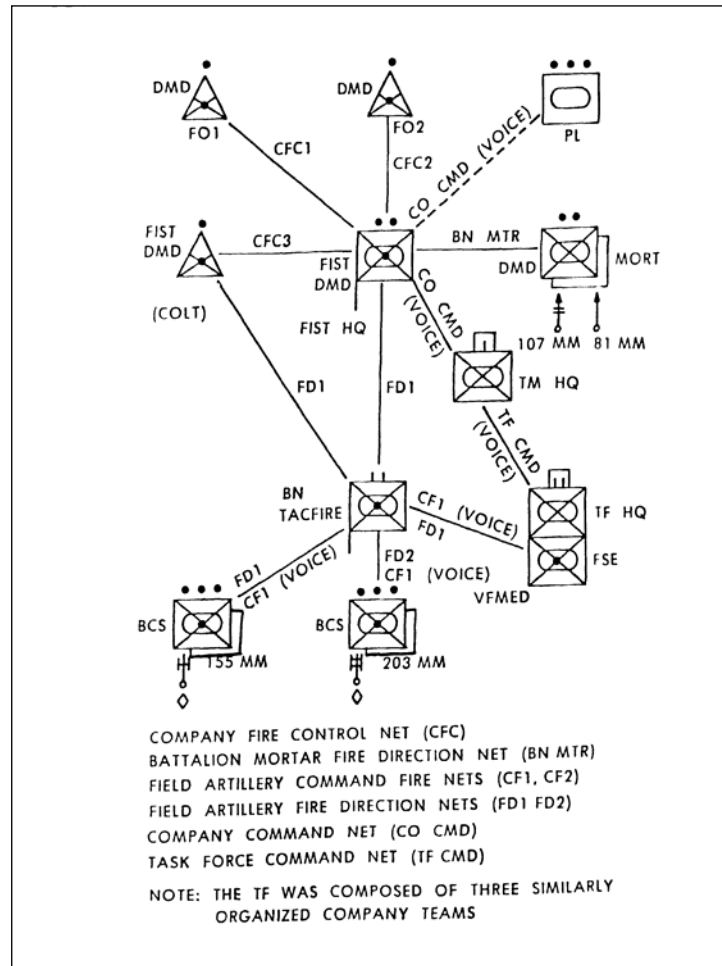 DMD
FO1
DMD
FO2
PL
CFC1
CFC2
CO CMD (VOICE)
FIST
DMD
(COLT)
CFC3
FIST
DMD
FIST HQ
BN MTR
DMD
MORT
107 MM
81 MM
CO CMD
(VOICE)
TM HQ
FD1
FD1
TF CMD
(VOICE)
BN
TACFIRE
CF1 (VOICE)
FD1
TF HQ
FSE
VFMED
FD1
CF1 (VOICE)
FD2
CF1 (VOICE)
BCS
155 MM
BCS
203 MM
COMPANY FIRE CONTROL NET (CFC)
BATTALION MORTAR FIRE DIRECTION NET (BN MTR)
FIELD ARTILLERY COMMAND FIRE NETS (CF1, CF2)
FIELD ARTILLERY FIRE DIRECTION NETS (FD1 FD2)
COMPANY COMMAND NET (CO CMD)
TASK FORCE COMMAND NET (TF CMD)
NOTE: THE TF WAS COMPOSED OF THREE SIMILARLY
ORGANIZED COMPANY TEAMS